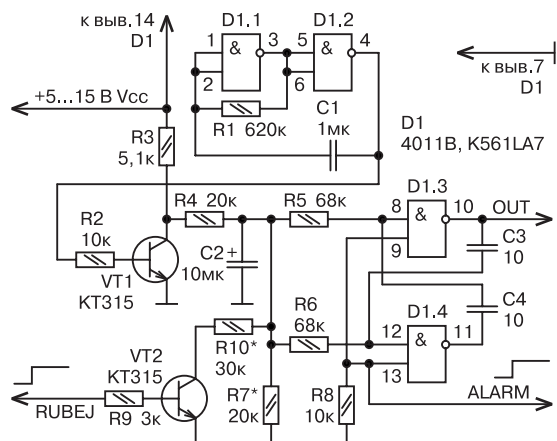 к выв.14
D1
D1.1
D1.2
1
2
&
3
5
6
&
4
к выв.7
D1
+5...15 В Vcc
R1 620к
C1
1мк
D1
4011B, К561LA7
R3
5,1к
R4 20к
R5 68к
D1.3
8
9
&
10
OUT
R2
10к
C2
+
10мк
C3
10
VT1
KT315
R6
68к
D1.4
12
13
&
11
C4
10
VT2
KT315
R10*
30к
R7*
20к
R8
10к
ALARM
RUBEJ
R9 3к